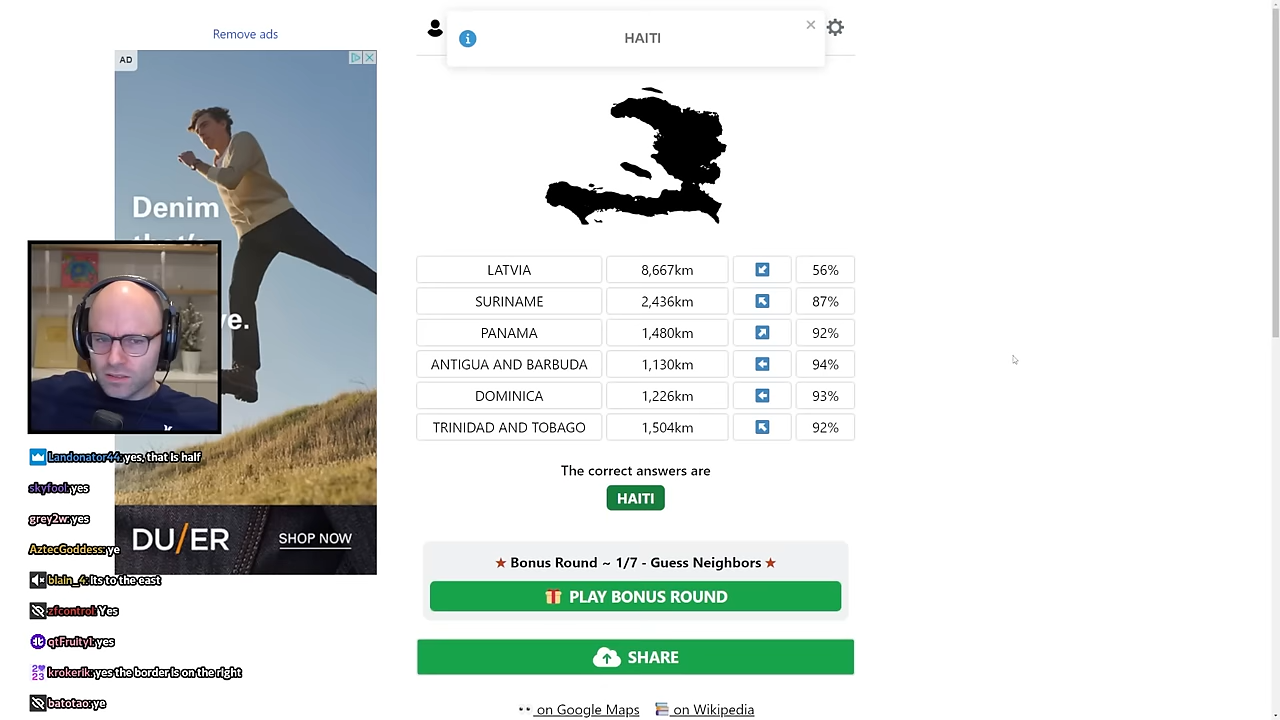 Remove ads
HAITI
×
AD
Denim
that's
ve.
LATVIA 8,667km 56%
SURINAME 2,436km 87%
PANAMA 1,480km 92%
ANTIGUA AND BARBUDA 1,130km 94%
DOMINICA 1,226km 93%
TRINIDAD AND TOBAGO 1,504km 92%
The correct answers are
HAITI
★ Bonus Round ~ 1/7 - Guess Neighbors ★
PLAY BONUS ROUND
SHARE
on Google Maps
on Wikipedia
DU/ER
SHOP NOW
Landonator44: yes, that is half
skyfool: yes
grey2w: yes
AztecGoddess: ye
blain_4: Its to the east
zfcontrol: Yes
qtFruityl: yes
krokerik: yes the border is on the right
batotao: ye